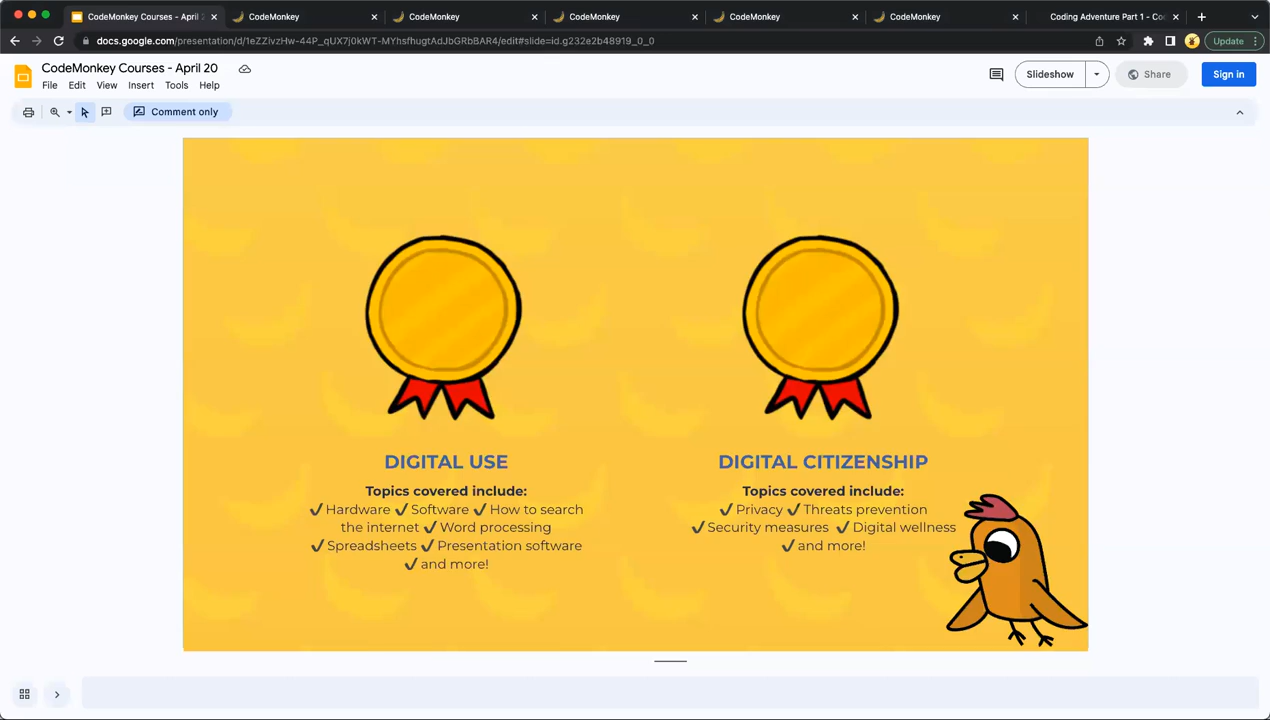 CodeMonkey Courses - April 2
CodeMonkey
CodeMonkey
CodeMonkey
CodeMonkey
CodeMonkey
Coding Adventure Part 1 - Co
docs.google.com/presentation/d/1eZZivzHw-44P_qUX7j0kWT-MYhsfhugtAdJbGRbBAR4/edit#slide=id.g232e2b48919_0_0
Update
CodeMonkey Courses - April 20
File Edit View Insert Tools Help
Slideshow
Share
Sign in
Comment only
DIGITAL USE
Topics covered include:
✔ Hardware ✔ Software ✔ How to search
the internet ✔ Word processing
✔ Spreadsheets ✔ Presentation software
✔ and more!
DIGITAL CITIZENSHIP
Topics covered include:
✔ Privacy ✔ Threats prevention
✔ Security measures ✔ Digital wellness
✔ and more!